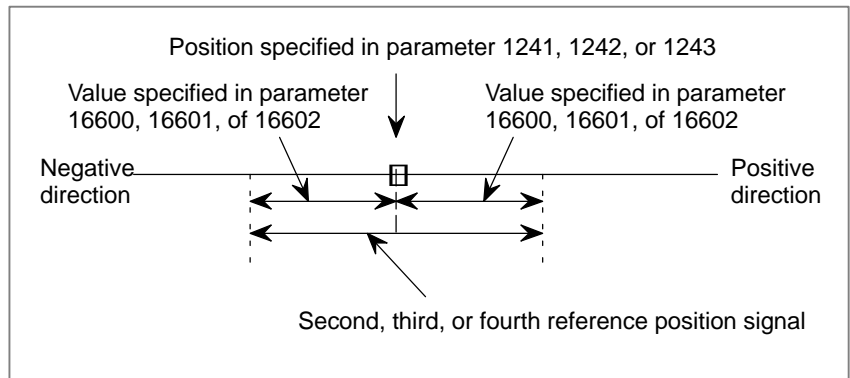 Position specified in parameter 1241, 1242, or 1243
Value specified in parameter
16600, 16601, of 16602
Value specified in parameter
16600, 16601, of 16602
Negative
direction
Positive
direction
Second, third, or fourth reference position signal